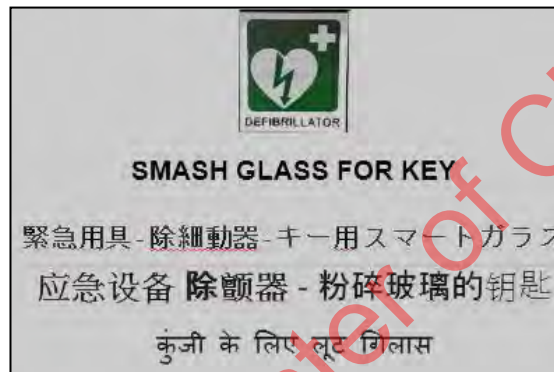 DEFIBRILLATOR
SMASH GLASS FOR KEY
緊急用具-除細動器-キー用スマートガラス
应急设备 除颤器 - 粉碎玻璃的钥匙
कुंजी के लिए लूट गिलास